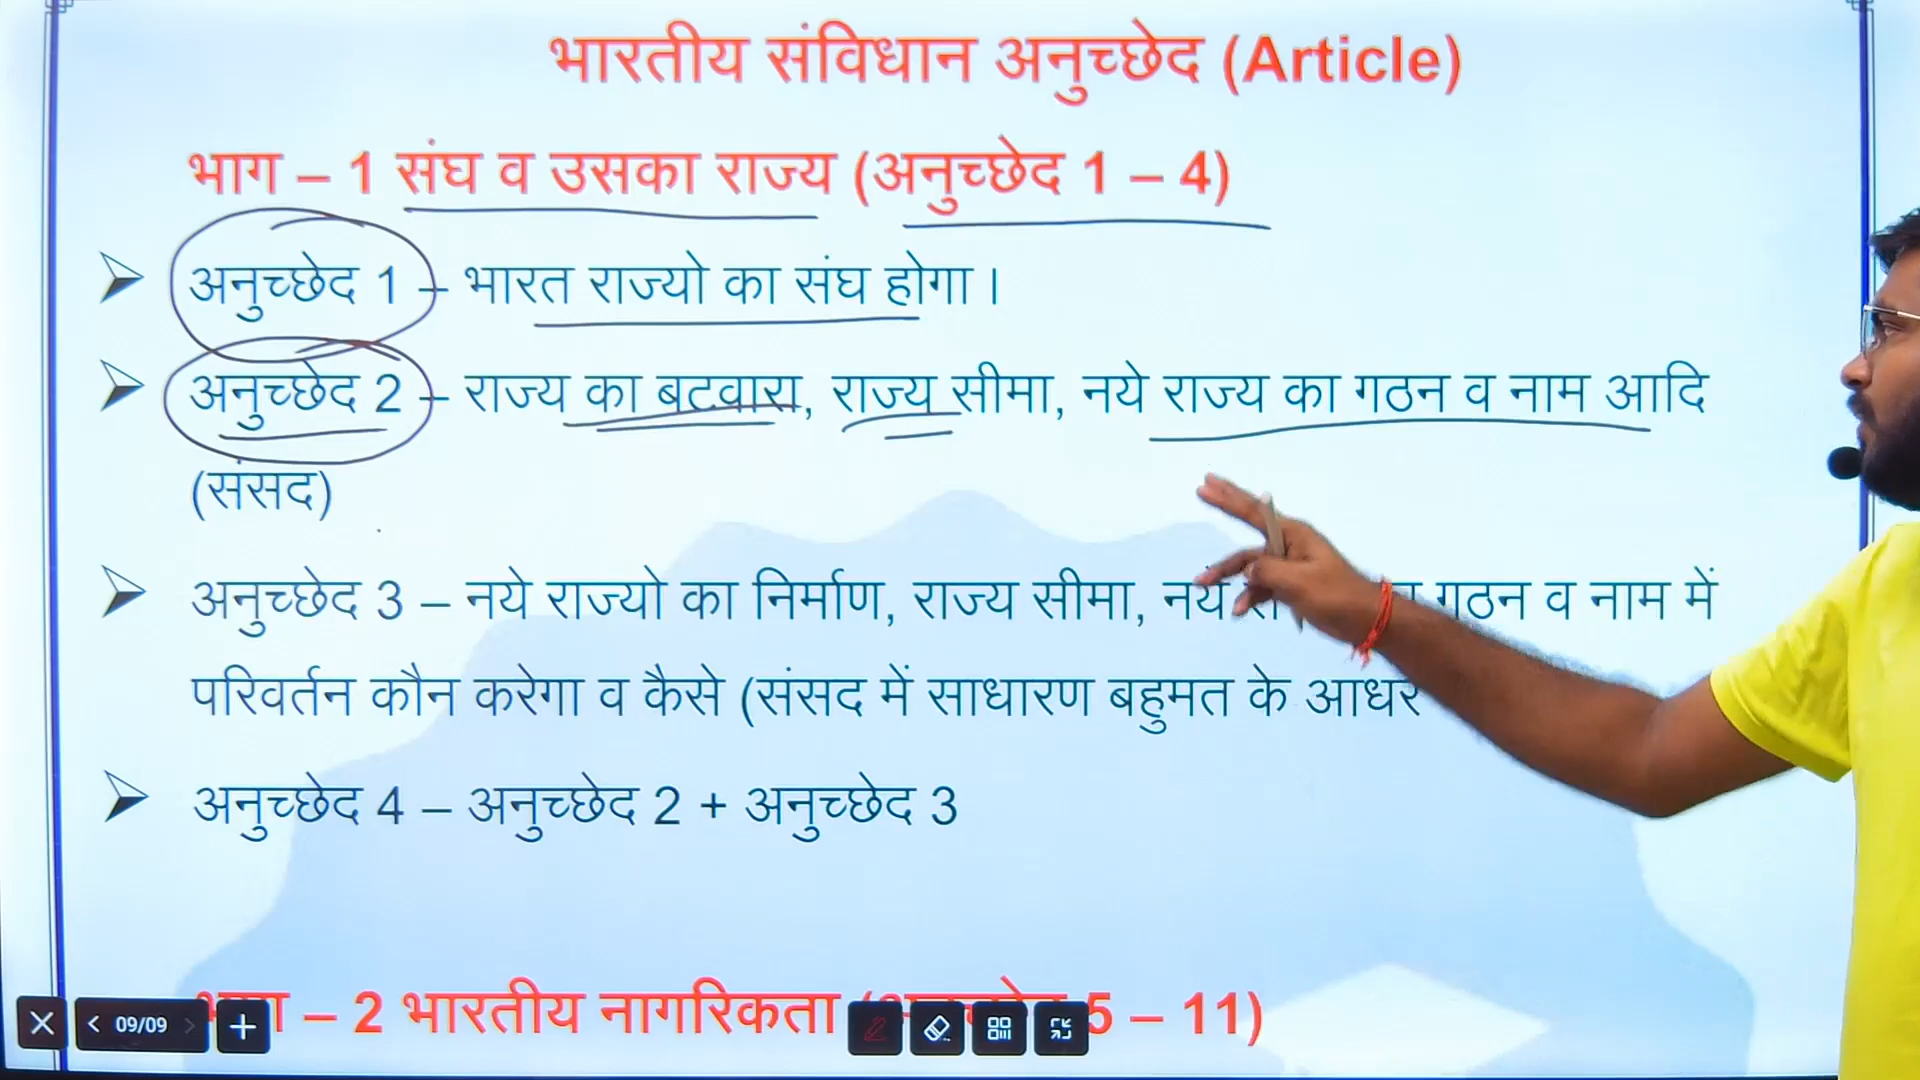 भारतीय संविधान अनुच्छेद (Article)
भाग – 1 संघ व उसका राज्य (अनुच्छेद 1 – 4)
अनुच्छेद 1 – भारत राज्यो का संघ होगा।
अनुच्छेद 2 – राज्य का बटवारा, राज्य सीमा, नये राज्य का गठन व नाम आदि
(संसद)
अनुच्छेद 3 – नये राज्यो का निर्माण, राज्य सीमा, नये गठन व नाम में
परिवर्तन कौन करेगा व कैसे (संसद में साधारण बहुमत के आधर
अनुच्छेद 4 – अनुच्छेद 2 + अनुच्छेद 3
– 2 भारतीय नागरिकता 5 – 11)
09/09